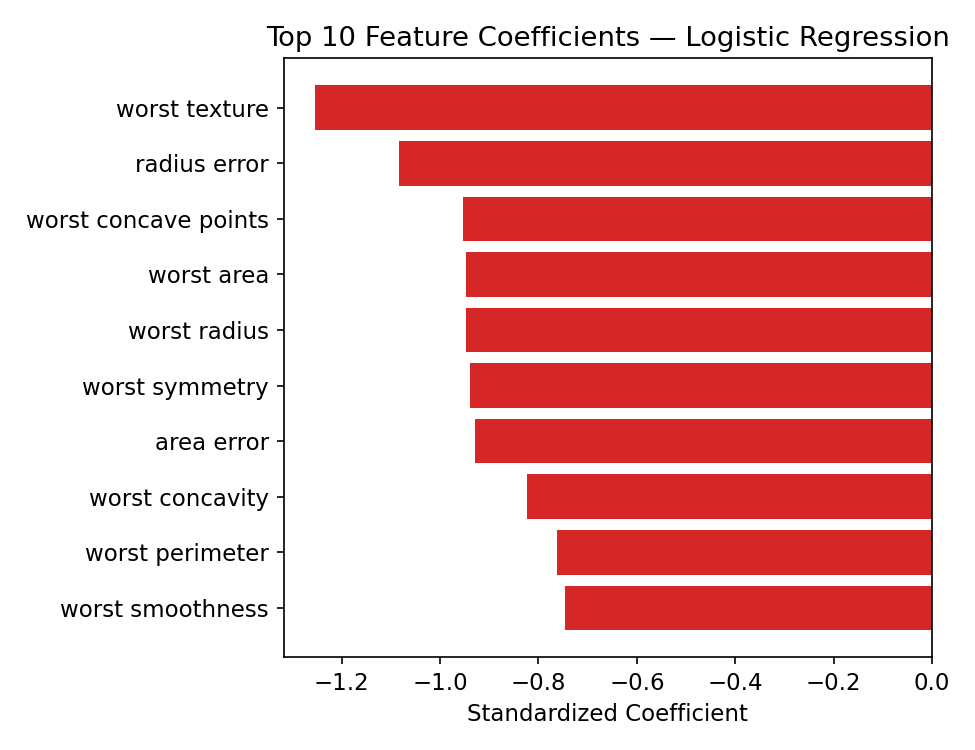 Top 10 Feature Coefficients — Logistic Regression
worst texture
radius error
worst concave points
worst area
worst radius
worst symmetry
area error
worst concavity
worst perimeter
worst smoothness
−1.2 −1.0 −0.8 −0.6 −0.4 −0.2 0.0
Standardized Coefficient